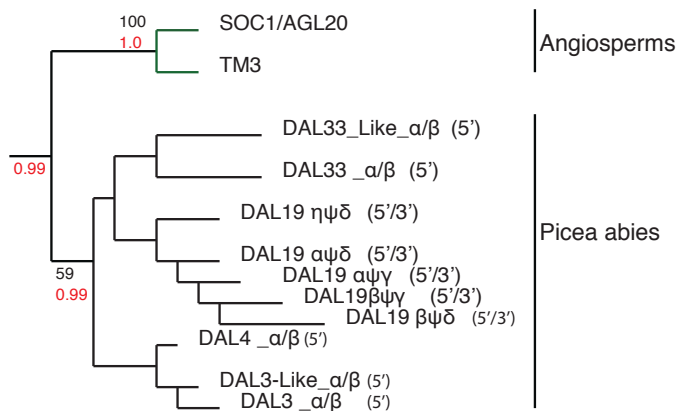 100
SOC1/AGL20
1.0
Angiosperms
TM3
DAL33_Like_α/β (5')
0.99
DAL33 _α/β (5')
DAL19 ηψδ (5'/3')
Picea abies
DAL19 αψδ (5'/3')
59
DAL19 αψγ (5'/3')
0.99
DAL19βψγ (5'/3')
DAL19 βψδ (5'/3')
DAL4 _α/β (5')
DAL3-Like_α/β (5')
DAL3 _α/β (5')